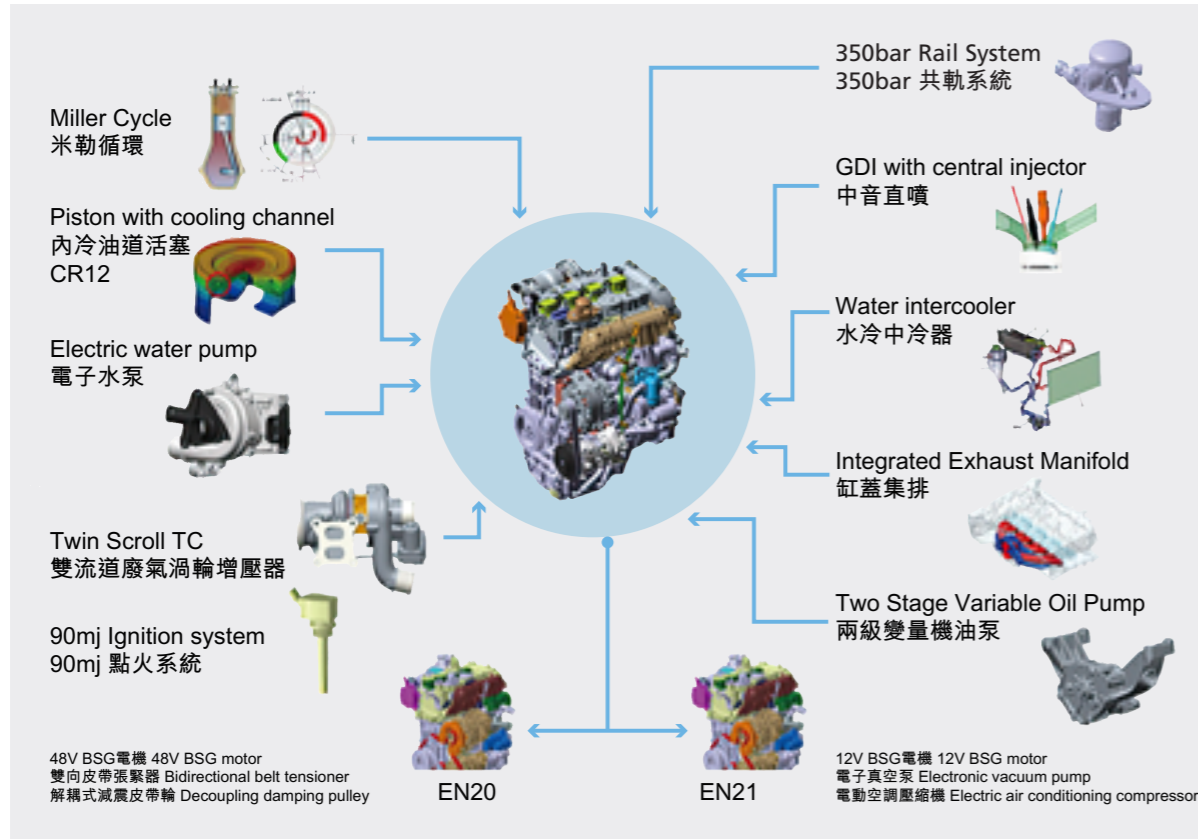 Miller Cycle
米勒循環
Piston with cooling channel
內冷油道活塞
CR12
Electric water pump
電子水泵
Twin Scroll TC
雙流道廢氣渦輪增壓器
90mj Ignition system
90mj 點火系統
350bar Rail System
350bar 共軌系統
GDI with central injector
中音直噴
Water intercooler
水冷中冷器
Integrated Exhaust Manifold
缸蓋集排
Two Stage Variable Oil Pump
兩級變量機油泵
48V BSG電機 48V BSG motor
雙向皮帶張緊器 Bidirectional belt tensioner
解耦式減震皮帶輪 Decoupling damping pulley
EN20
EN21
12V BSG電機 12V BSG motor
電子真空泵 Electronic vacuum pump
電動空調壓縮機 Electric air conditioning compressor